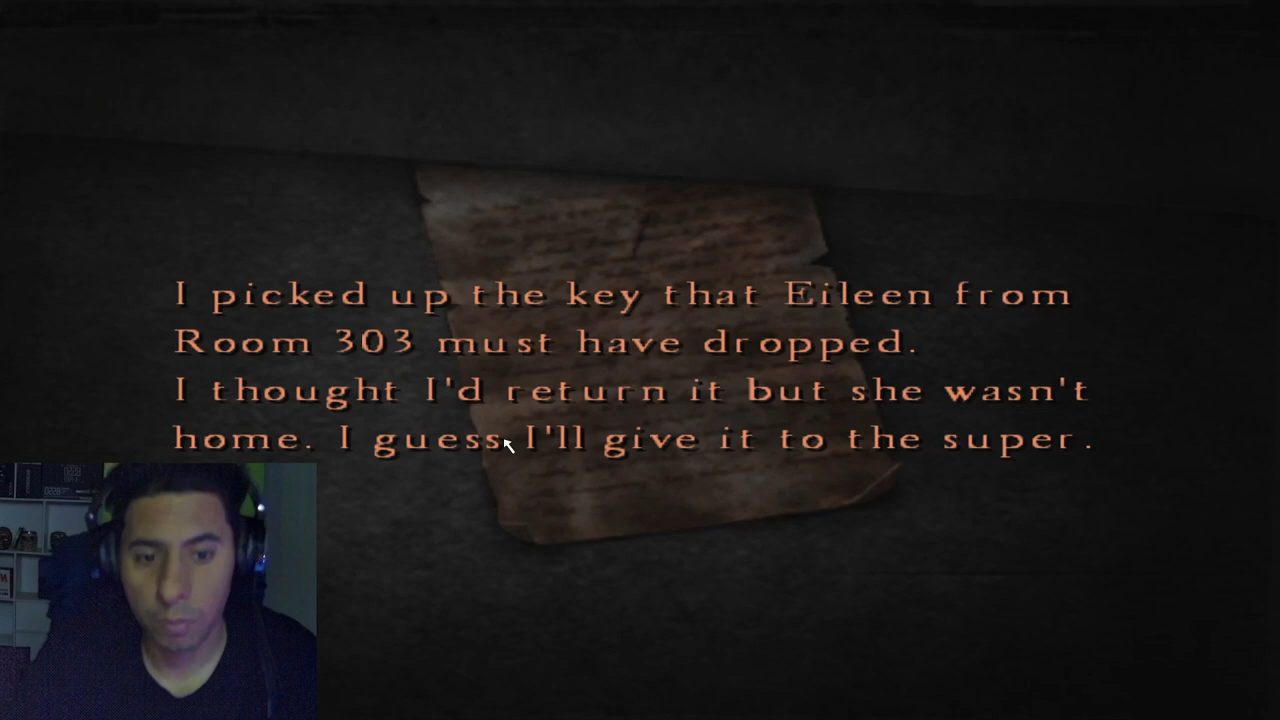 I picked up the key that Eileen from
Room 303 must have dropped.
I thought I'd return it but she wasn't
home. I guess I'll give it to the super.